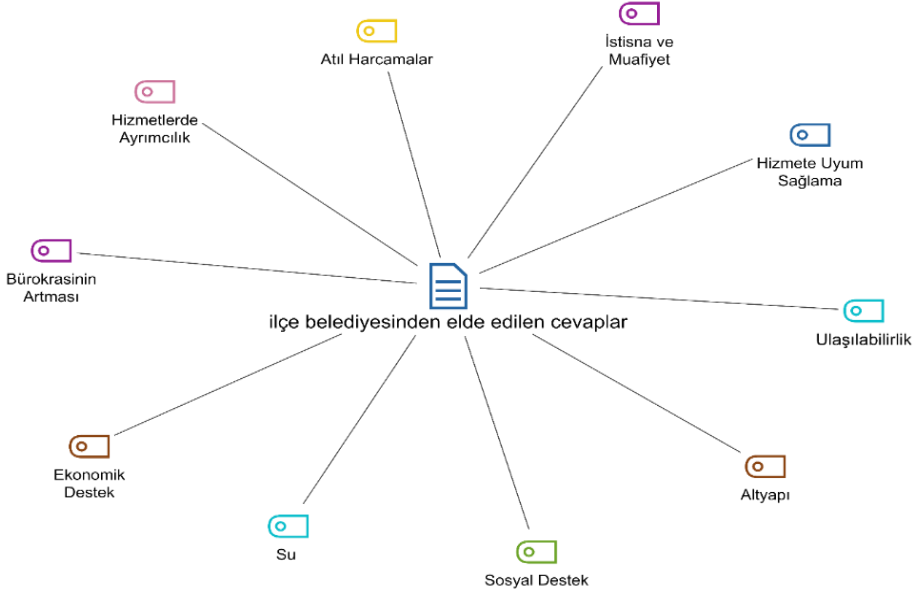 İstisna ve
Muafiyet
Atıl Harcamalar
Hizmetlerde
Ayrımcılık
Hizmete Uyum
Sağlama
Bürokrasinin
Artması
ilçe belediyesinden elde edilen cevaplar
Ulaşılabilirlik
Ekonomik
Destek
Altyapı
Su
Sosyal Destek